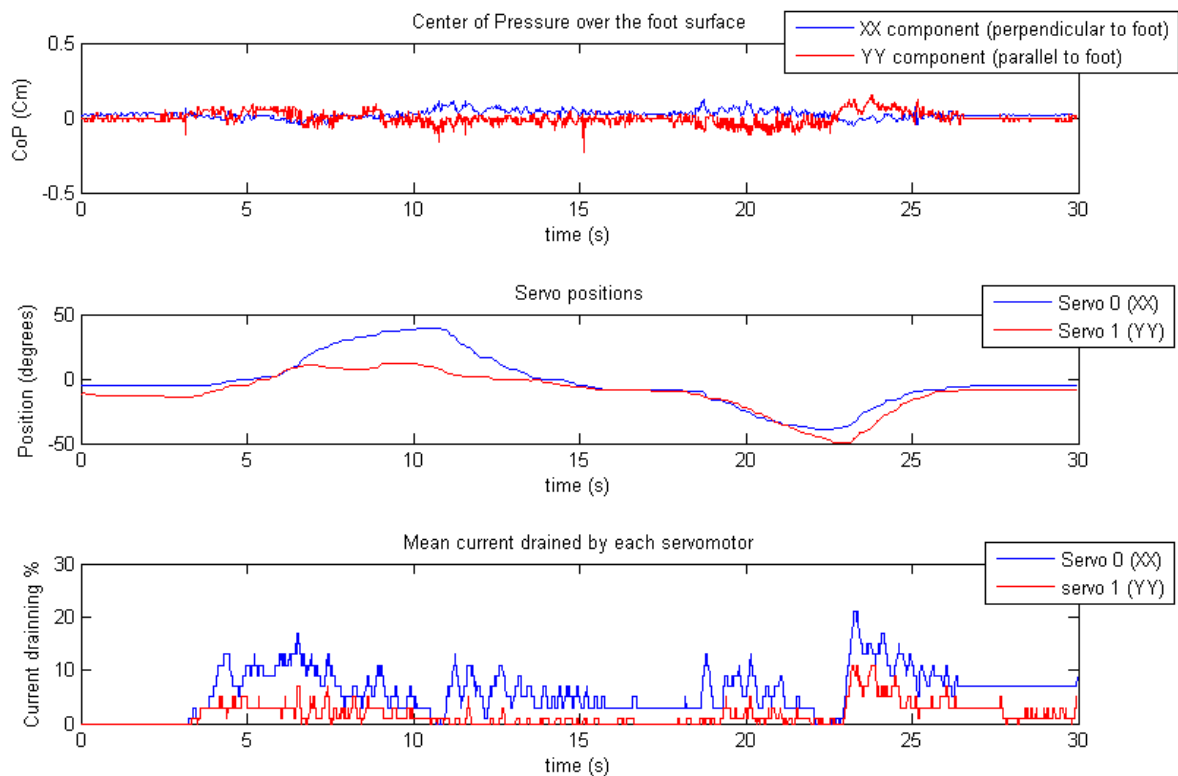 Center of Pressure over the foot surface
XX component (perpendicular to foot)
YY component (parallel to foot)
CoP (Cm)
0.5
0
-0.5
0 5 10 15 20 25 30
time (s)
Servo positions
Servo 0 (XX)
Servo 1 (YY)
Position (degrees)
50
0
-50
0 5 10 15 20 25 30
time (s)
Mean current drained by each servomotor
Servo 0 (XX)
servo 1 (YY)
Current drainning %
30
20
10
0
0 5 10 15 20 25 30
time (s)